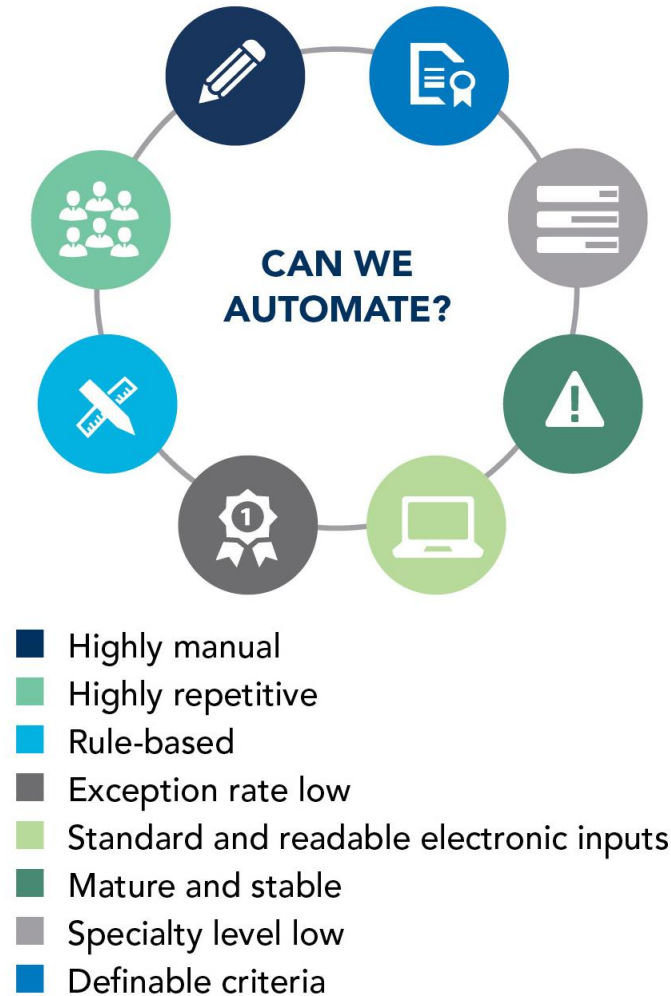 CAN WE
AUTOMATE?
1
Highly manual
Highly repetitive
Rule-based
Exception rate low
Standard and readable electronic inputs
Mature and stable
Specialty level low
Definable criteria